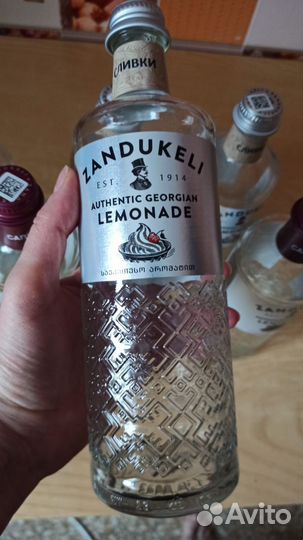 СЛИВКИ
ZANDUKELI
EST. 1914
AUTHENTIC GEORGIAN
LEMONADE
Avito